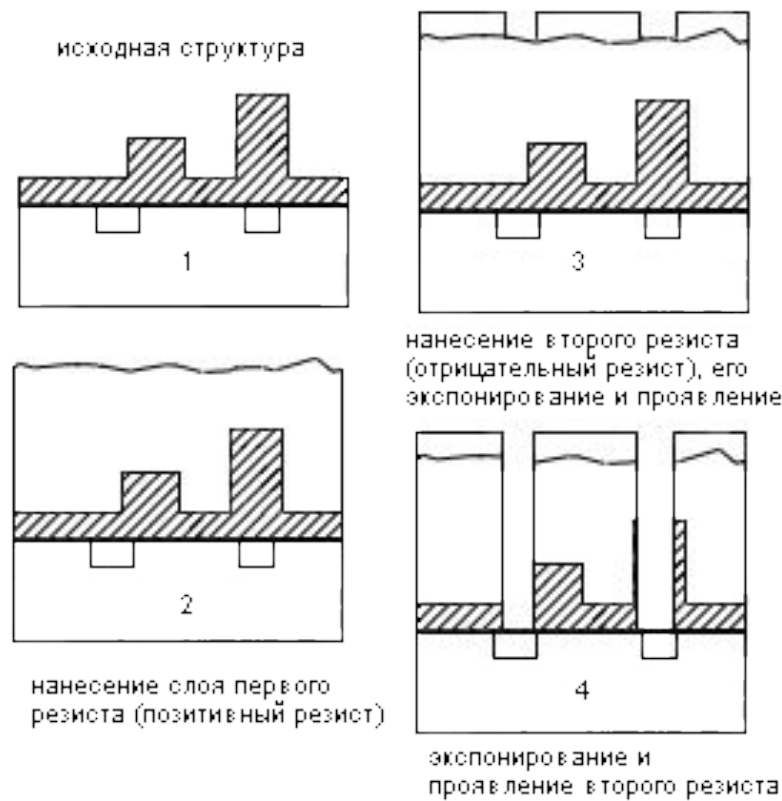 исходная структура
1
2
нанесение слоя первого
резиста (позитивный резист)
3
нанесение второго резиста
(отрицательный резист), его
экспонирование и проявление
4
экспонирование и
проявление второго резиста